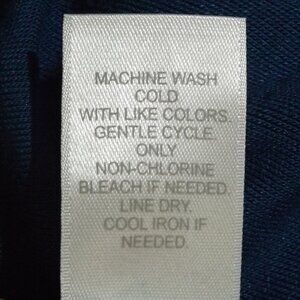 MACHINE WASH
COLD
WITH LIKE COLORS.
GENTLE CYCLE.
ONLY
NON-CHLORINE
BLEACH IF NEEDED.
LINE DRY.
COOL IRON IF
NEEDED.